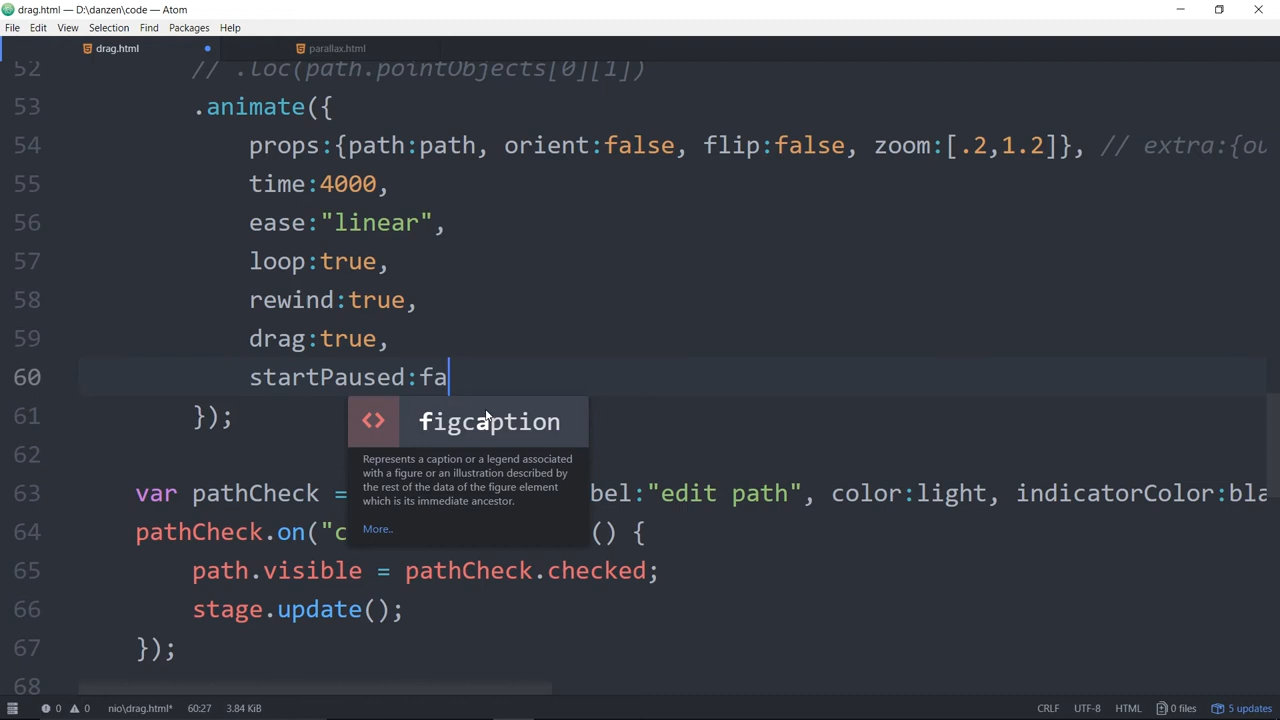 drag.html — D:\danzen\code — Atom
File Edit View Selection Find Packages Help
drag.html parallax.html
52 // .loc(path.pointObjects[0][1])
53 .animate({
54 props:{path:path, orient:false, flip:false, zoom:[.2,1.2]}, // extra:{ou
55 time:4000,
56 ease:"linear",
57 loop:true,
58 rewind:true,
59 drag:true,
60 startPaused:fa
61 });
<> figcaption
62
Represents a caption or a legend associated
with a figure or an illustration described by
the rest of the data of the figure element
which is its immediate ancestor.
More..
63 var pathCheck = bel:"edit path", color:light, indicatorColor:bla
64 pathCheck.on("c () {
65 path.visible = pathCheck.checked;
66 stage.update();
67 });
68
0 0 nio\drag.html* 60:27 3.84 KiB CRLF UTF-8 HTML 0 files 5 updates